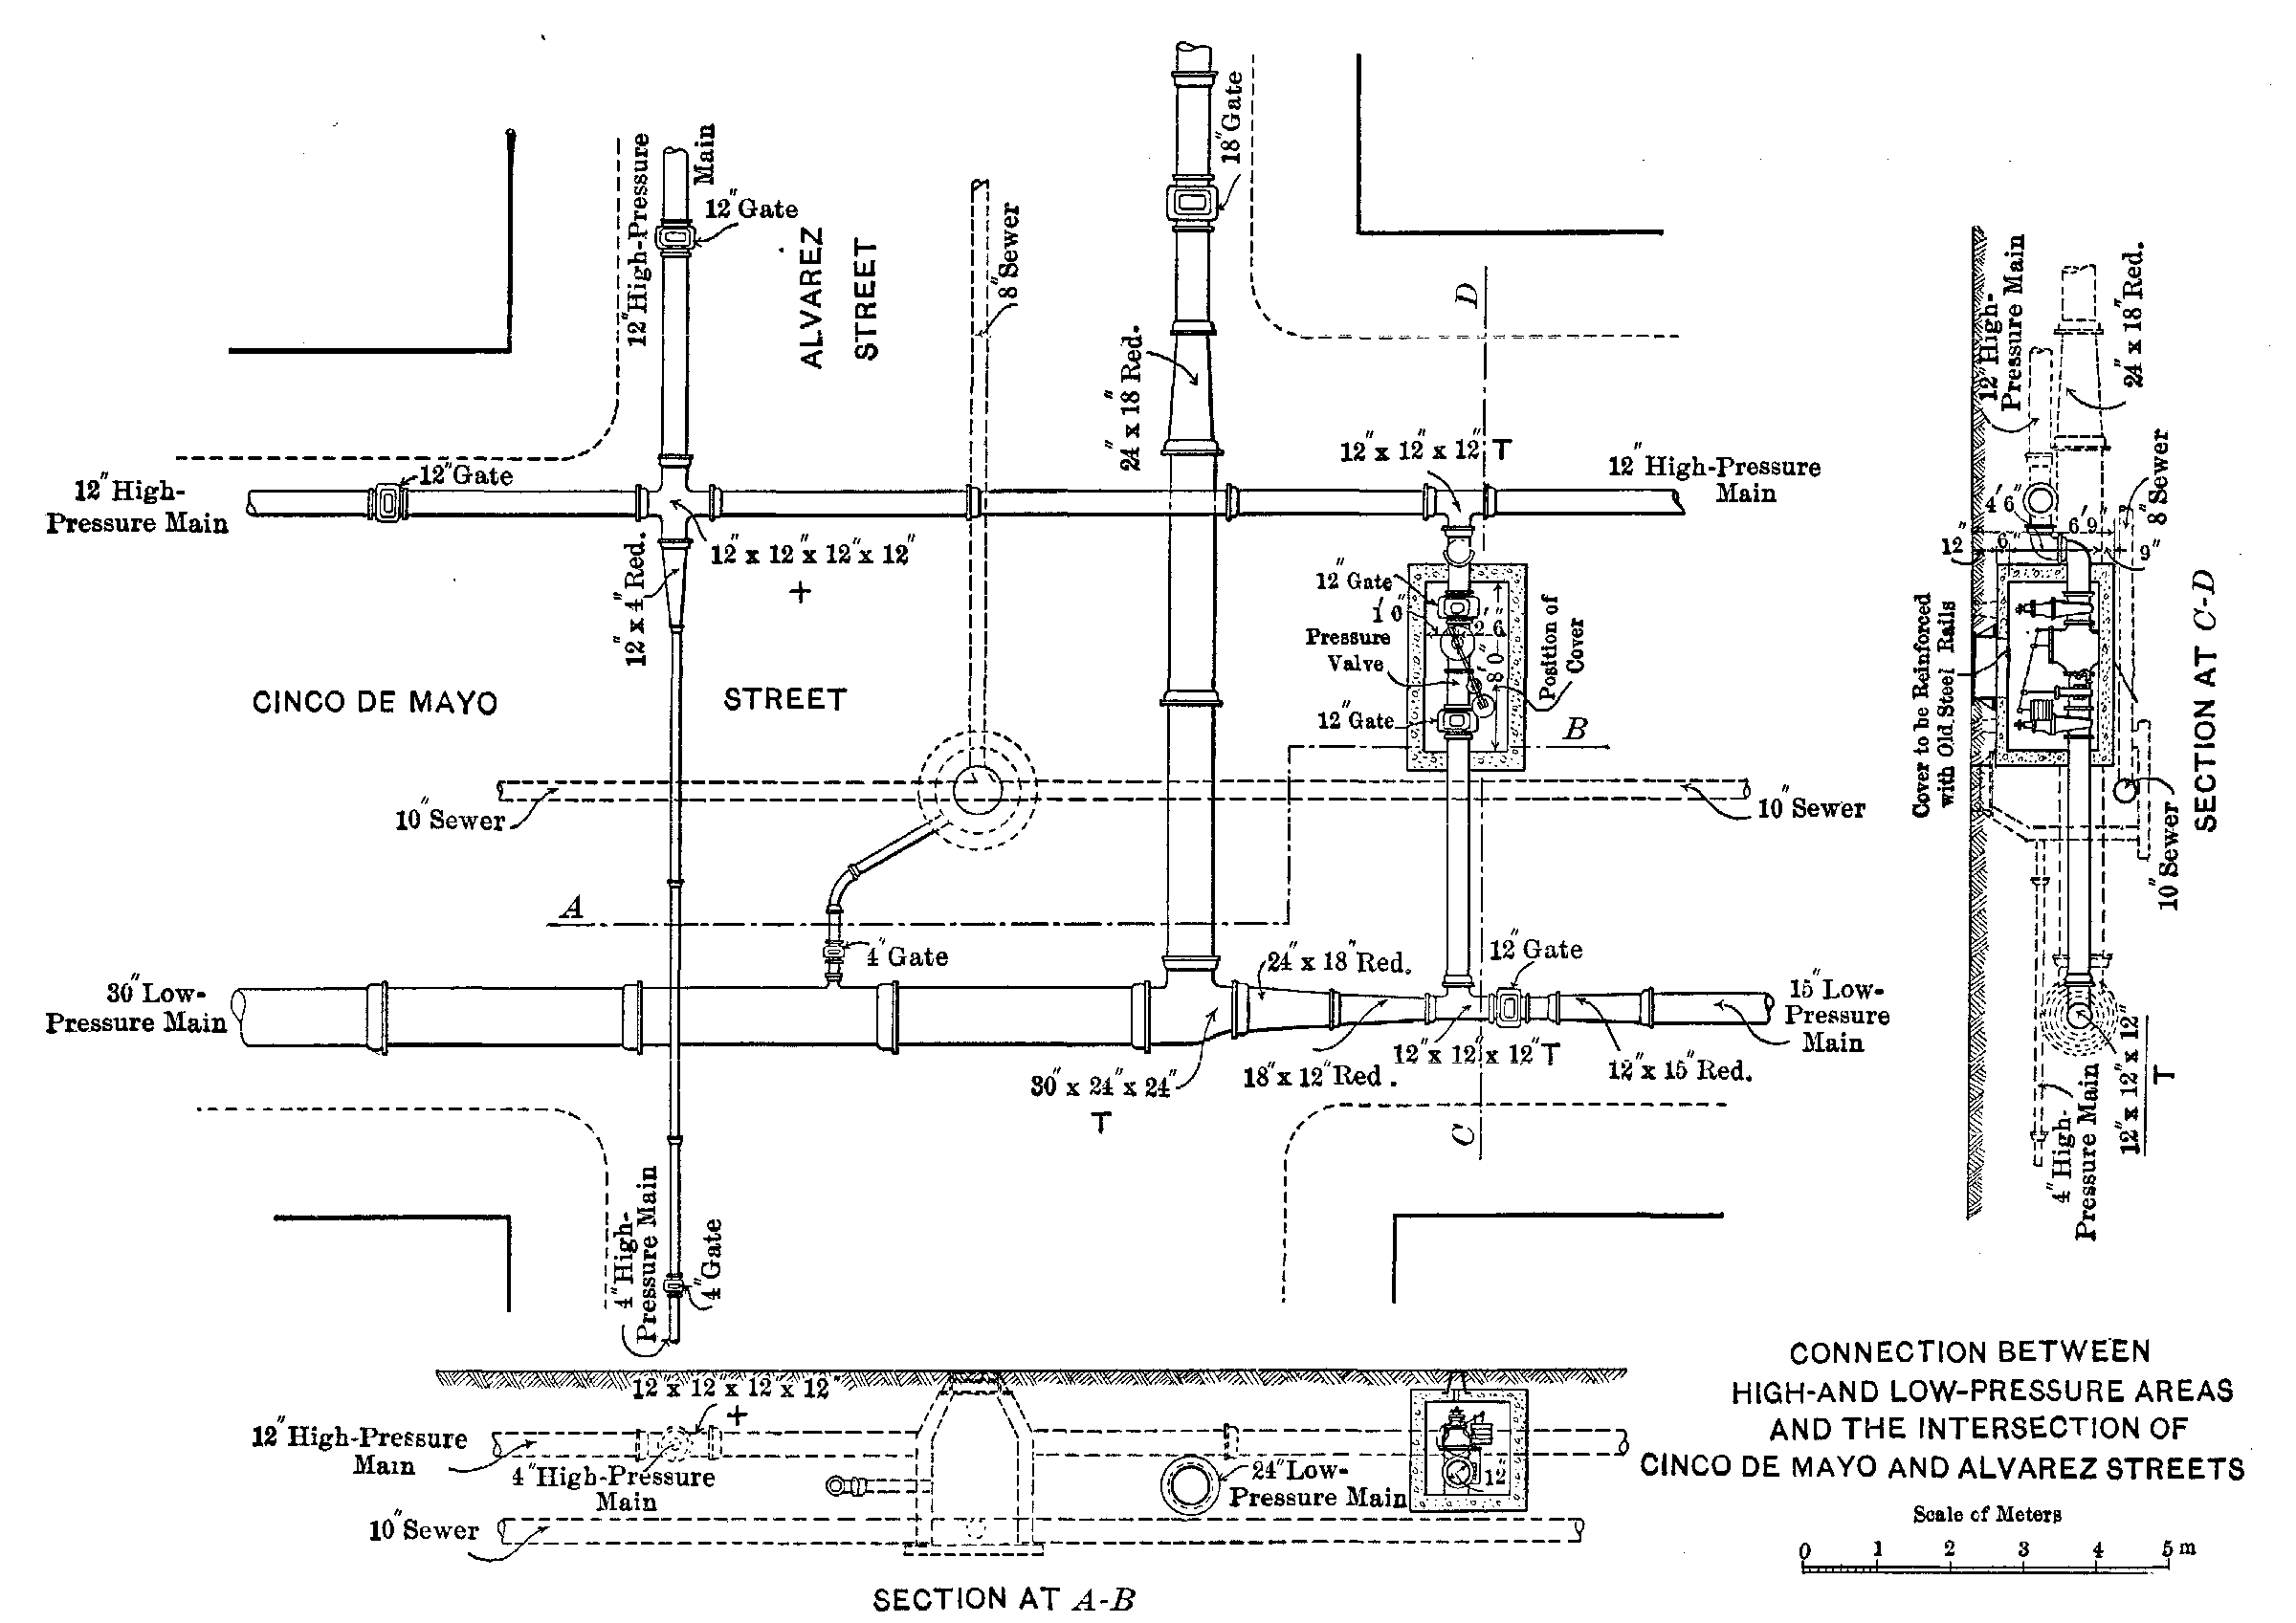 18" Gate
12" High-Pressure
Main
12" Gate
ALVAREZ
STREET
8" Sewer
24" x 18" Red.
D
12" x 12" x 12" T
12" High-Pressure
Main
12" High-
Pressure Main
12" Gate
12" x 12" x 12" x 12"
+
12" x 4" Red.
12" Gate
1' 0"
2' 6"
Pressure
Valve
8' 0"
Position of
Cover
12" Gate
B
CINCO DE MAYO
STREET
10" Sewer
10" Sewer
A
4" Gate
24" x 18" Red.
12" Gate
30" Low-
Pressure Main
15" Low-
Pressure
Main
30" x 24" x 24"
T
18" x 12" Red.
12" x 12" x 12" T
12" x 15" Red.
C
4" High-
Pressure Main
4" Gate
12" High-
Pressure Main
24" x 18" Red.
8" Sewer
4' 6"
6' 9"
12"
6"
9"
Cover to be Reinforced
with Old Steel Rails
SECTION AT C-D
10" Sewer
4" High-
Pressure Main
12" x 12" x 12"
T
12" x 12" x 12" x 12"
+
12" High-Pressure
Main
4" High-Pressure
Main
24" Low-
Pressure Main
12"
10" Sewer
SECTION AT A-B
CONNECTION BETWEEN
HIGH-AND LOW-PRESSURE AREAS
AND THE INTERSECTION OF
CINCO DE MAYO AND ALVAREZ STREETS
Scale of Meters
0 1 2 3 4 5 m